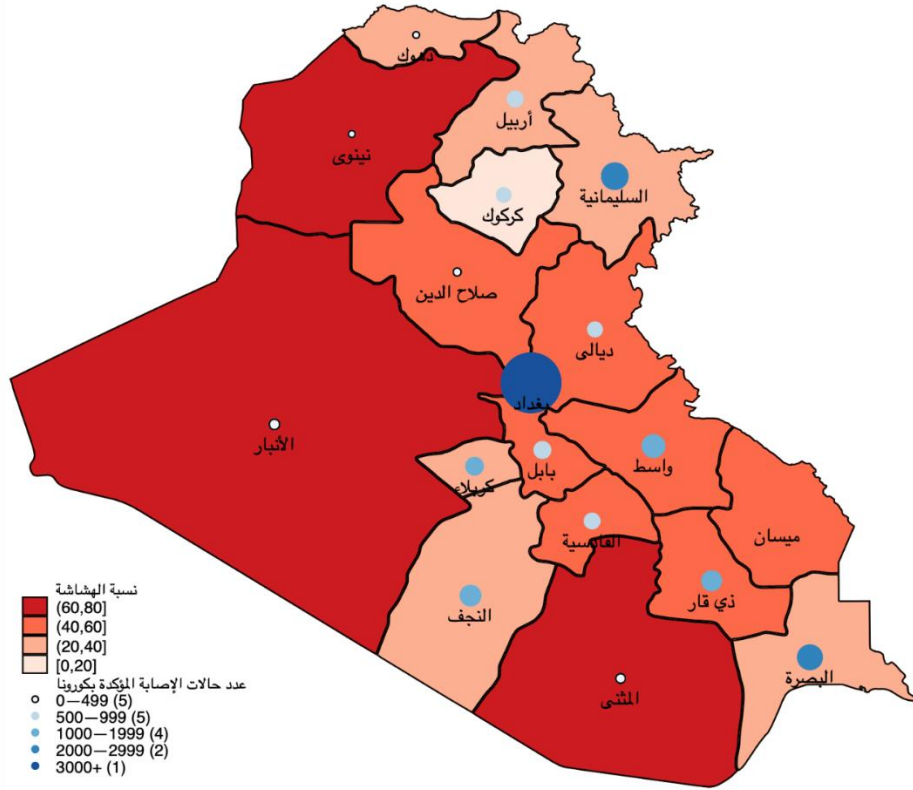 دهوك
أربيل
نينوى
السليمانية
كركوك
صلاح الدين
ديالى
بغداد
الأنبار
بابل
واسط
كربلاء
القادسية
ميسان
ذي قار
النجف
البصرة
المثنى
نسبة الهشاشة
(60,80]
(40,60]
(20,40]
[0,20]
عدد حالات الإصابة المؤكدة بكورونا
0—499 (5)
500—999 (5)
1000—1999 (4)
2000—2999 (2)
3000+ (1)